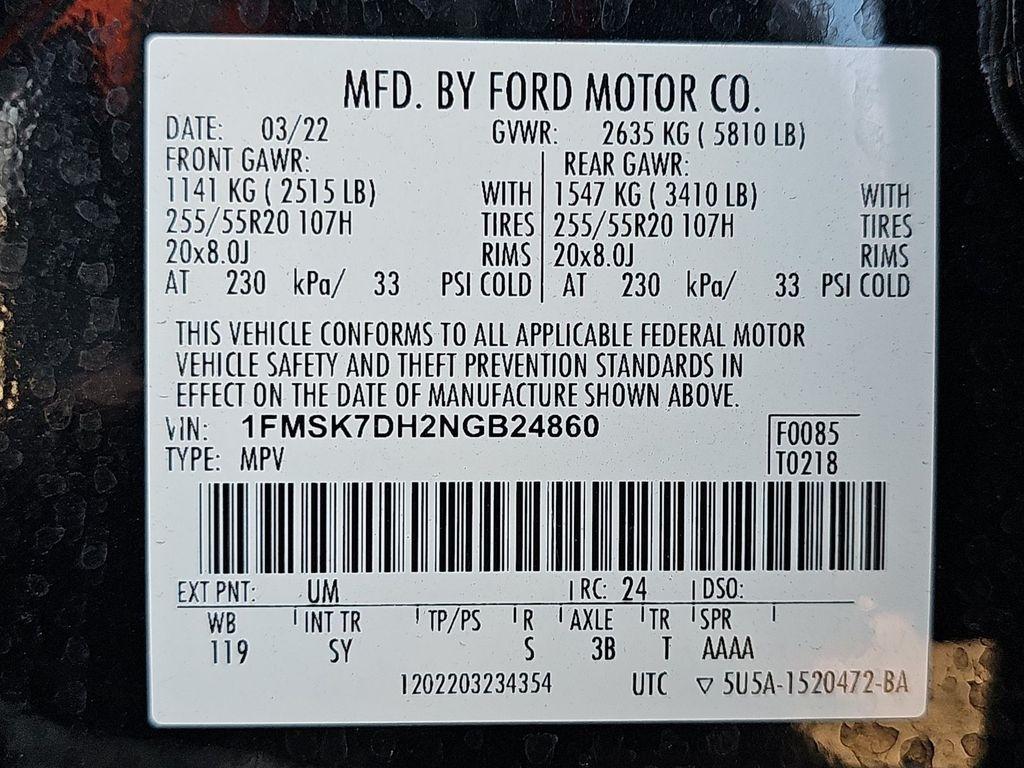 MFD. BY FORD MOTOR CO.
DATE: 03/22 GVWR: 2635 KG ( 5810 LB)
FRONT GAWR: REAR GAWR:
1141 KG ( 2515 LB) WITH 1547 KG ( 3410 LB) WITH
255/55R20 107H TIRES 255/55R20 107H TIRES
20x8.0J RIMS 20x8.0J RIMS
AT 230 kPa/ 33 PSI COLD AT 230 kPa/ 33 PSI COLD
THIS VEHICLE CONFORMS TO ALL APPLICABLE FEDERAL MOTOR
VEHICLE SAFETY AND THEFT PREVENTION STANDARDS IN
EFFECT ON THE DATE OF MANUFACTURE SHOWN ABOVE.
VIN: 1FMSK7DH2NGB24860 F0085
TYPE: MPV T0218
EXT PNT: UM RC: 24 DSO:
WB INT TR TP/PS R AXLE TR SPR
119 SY S 3B T AAAA
1202203234354 UTC ▽ 5U5A-1520472-BA